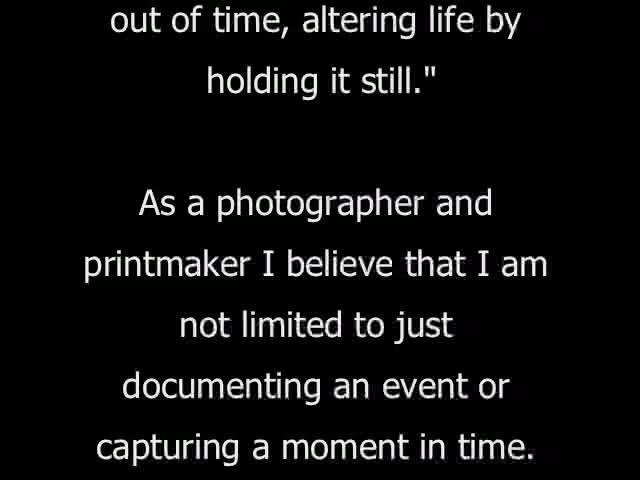 out of time, altering life by
holding it still."
As a photographer and
printmaker I believe that I am
not limited to just
documenting an event or
capturing a moment in time.